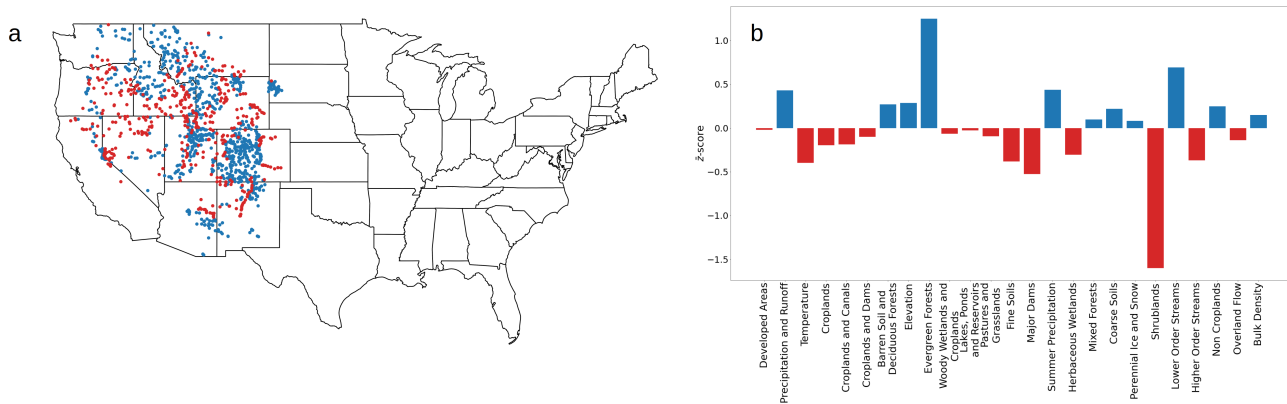 a
b
z̄-score
1.0
0.5
0.0
−0.5
−1.0
−1.5
Developed Areas
Precipitation and Runoff
Temperature
Croplands
Croplands and Canals
Croplands and Dams
Barren Soil and
Deciduous Forests
Elevation
Evergreen Forests
Woody Wetlands and
Croplands
Lakes, Ponds
and Reservoirs
Pastures and
Grasslands
Fine Soils
Major Dams
Summer Precipitation
Herbaceous Wetlands
Mixed Forests
Coarse Soils
Perennial Ice and Snow
Shrublands
Lower Order Streams
Higher Order Streams
Non Croplands
Overland Flow
Bulk Density